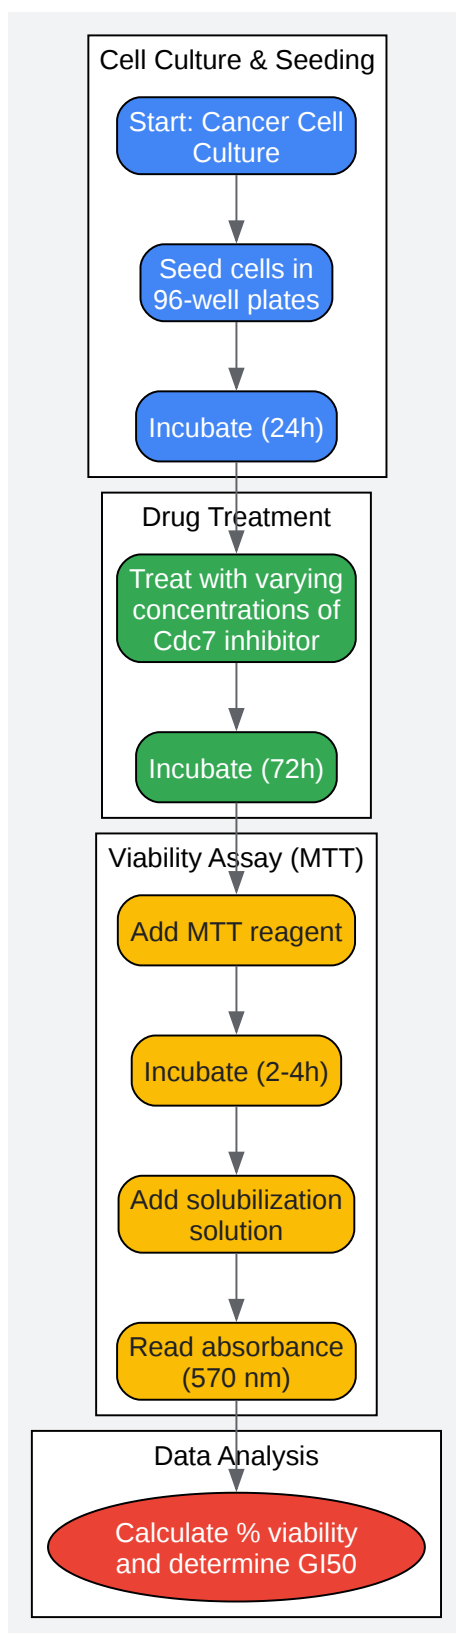 Cell Culture & Seeding
Start: Cancer Cell
Culture
Seed cells in
96-well plates
Incubate (24h)
Drug Treatment
Treat with varying
concentrations of
Cdc7 inhibitor
Incubate (72h)
Viability Assay (MTT)
Add MTT reagent
Incubate (2-4h)
Add solubilization
solution
Read absorbance
(570 nm)
Data Analysis
Calculate % viability
and determine GI50